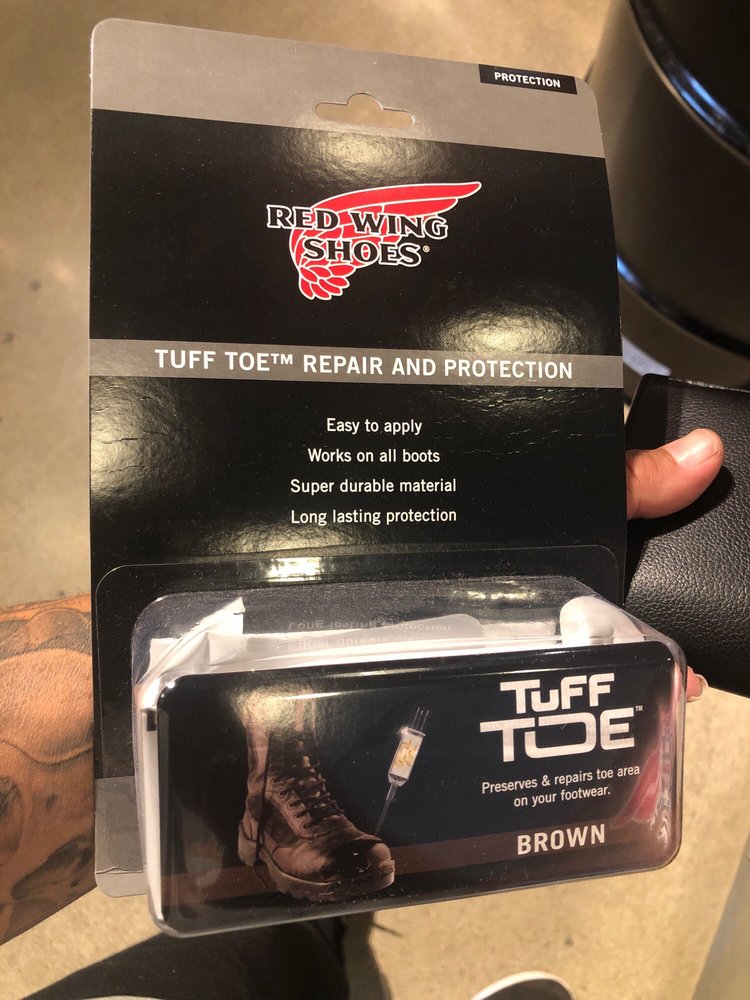 PROTECTION
RED WING
SHOES®
TUFF TOE™ REPAIR AND PROTECTION
Easy to apply
Works on all boots
Super durable material
Long lasting protection
TUFF
TOE™
Preserves & repairs toe area
on your footwear.
BROWN